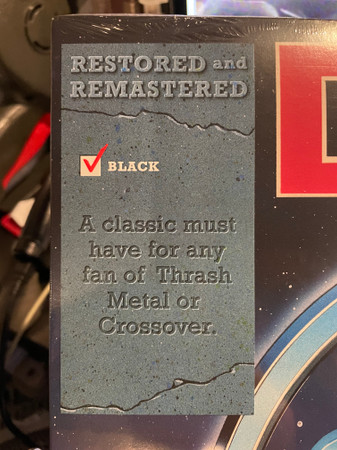 RESTORED and
REMASTERED
BLACK
A classic must
have for any
fan of Thrash
Metal or
Crossover.